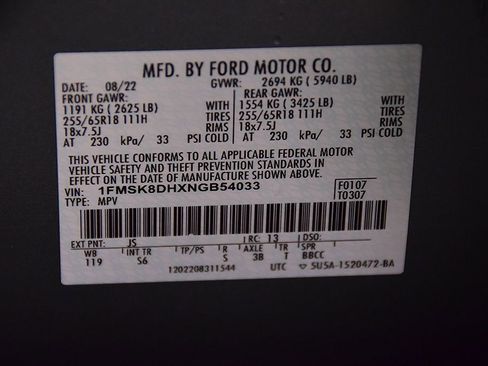 MFD. BY FORD MOTOR CO.
DATE: 08/22 GVWR: 2694 KG ( 5940 LB)
FRONT GAWR: REAR GAWR:
1191 KG ( 2625 LB) WITH 1554 KG ( 3425 LB) WITH
255/65R18 111H TIRES 255/65R18 111H TIRES
18x7.5J RIMS 18x7.5J RIMS
AT 230 kPa/ 33 PSI COLD AT 230 kPa/ 33 PSI COLD
THIS VEHICLE CONFORMS TO ALL APPLICABLE FEDERAL MOTOR
VEHICLE SAFETY AND THEFT PREVENTION STANDARDS IN
EFFECT ON THE DATE OF MANUFACTURE SHOWN ABOVE.
VIN: 1FMSK8DHXNGB54033 F0107
TYPE: MPV T0307
EXT PNT: JS RC: 13 DSO:
WB INT TR TP/PS R AXLE TR SPR
119 S6 S 3B T BBCC
1202208311544 UTC 5U5A-1520472-BA